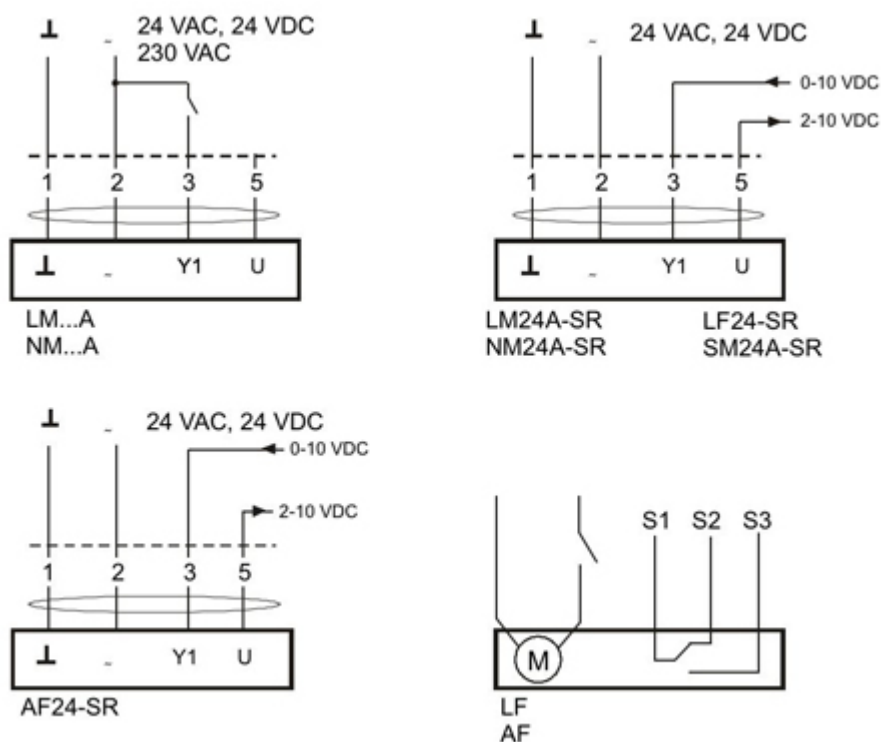 ⊥ ~ 24 VAC, 24 VDC
230 VAC
1 2 3 5
⊥ ~ Y1 U
LM...A
NM...A
⊥ ~ 24 VAC, 24 VDC
0-10 VDC
2-10 VDC
1 2 3 5
⊥ ~ Y1 U
LM24A-SR LF24-SR
NM24A-SR SM24A-SR
⊥ ~ 24 VAC, 24 VDC
0-10 VDC
2-10 VDC
1 2 3 5
⊥ ~ Y1 U
AF24-SR
S1 S2 S3
M
LF
AF